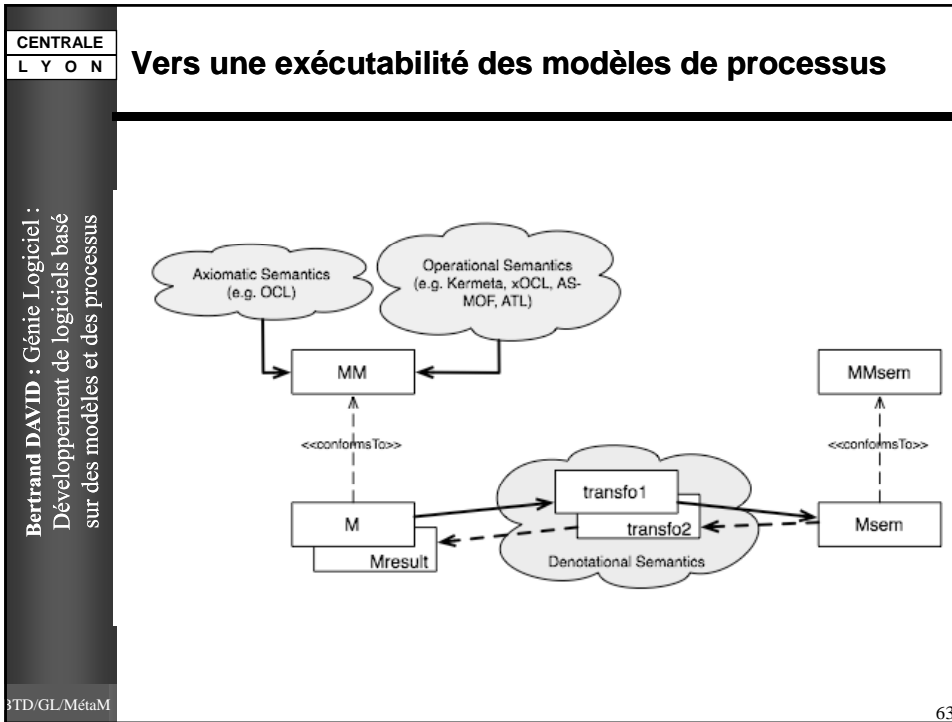 CENTRALE
L Y O N
Vers une exécutabilité des modèles de processus
Bertrand DAVID : Génie Logiciel :
Développement de logiciels basé
sur des modèles et des processus
Axiomatic Semantics
(e.g. OCL)
Operational Semantics
(e.g. Kermeta, xOCL, AS-
MOF, ATL)
MM
MMsem
<<conformsTo>>
<<conformsTo>>
transfo1
transfo2
M
Mresult
Msem
Denotational Semantics
BTD/GL/MétaM
63